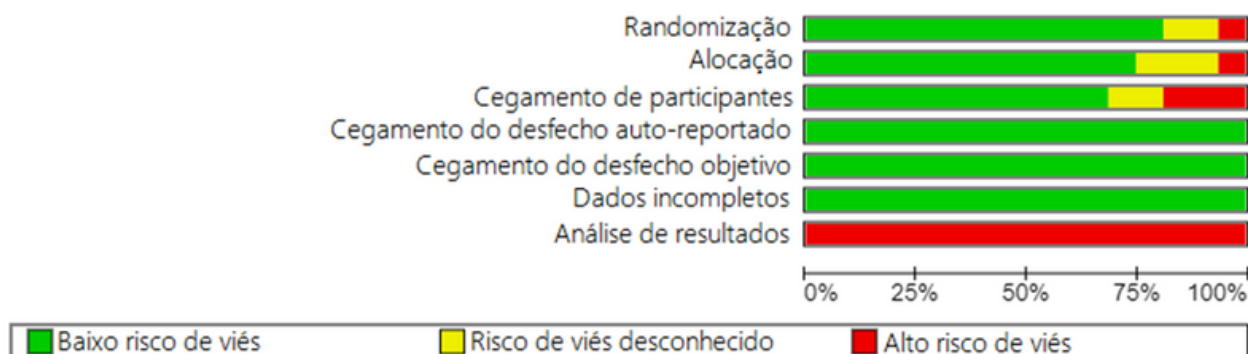 Randomização
Alocação
Cegamento de participantes
Cegamento do desfecho auto-reportado
Cegamento do desfecho objetivo
Dados incompletos
Análise de resultados
0% 25% 50% 75% 100%
Baixo risco de viés Risco de viés desconhecido Alto risco de viés